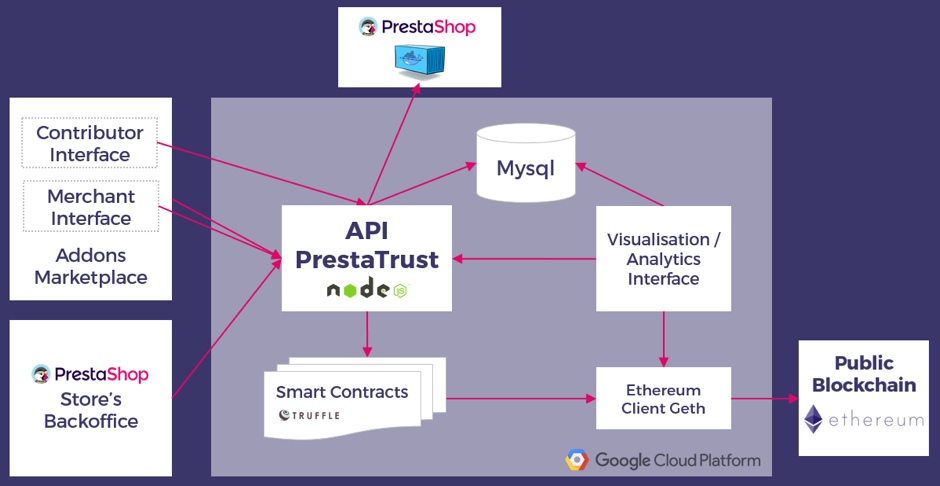 PrestaShop
Contributor
Interface
Merchant
Interface
Addons
Marketplace
PrestaShop
Store's
Backoffice
API
PrestaTrust
node
JS
Mysql
Visualisation /
Analytics
Interface
Smart Contracts
TRUFFLE
Ethereum
Client Geth
Google Cloud Platform
Public
Blockchain
ethereum